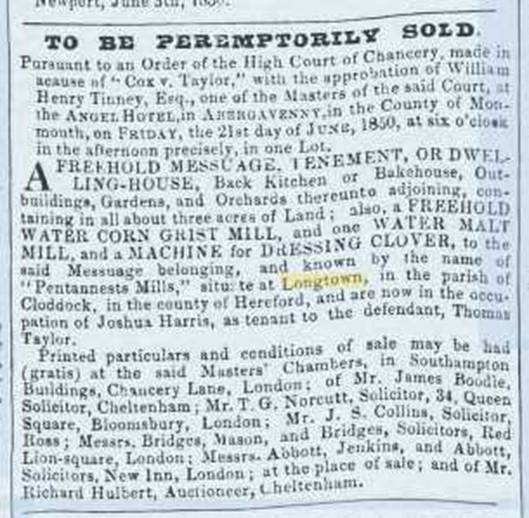 Newport, June 5th, 1850.
TO BE PEREMPTORILY SOLD.
Pursuant to an Order of the High Court of Chancery, made in
acause of "Cox v. Taylor," with the approbation of William
Henry Tinney, Esq., one of the Masters of the said Court, at
the ANGEL HOTEL, in ABERGAVENNY, in the County of Mon-
mouth, on FRIDAY, the 21st day of JUNE, 1850, at six o'clock
in the afternoon precisely, in one Lot.
A FREEHOLD MESSUAGE, TENEMENT, OR DWEL-
LING-HOUSE, Back Kitchen or Bakehouse, Out-
buildings, Gardens, and Orchards thereunto adjoining, con-
taining in all about three acres of Land; also, a FREEHOLD
WATER CORN GRIST MILL, and one WATER MALT
MILL, and a MACHINE for DRESSING CLOVER, to the
said Messuage belonging, and known by the name of
"Pentannests Mills," situate at Longtown, in the parish of
Cloddock, in the county of Hereford, and are now in the occu-
pation of Joshua Harris, as tenant to the defendant, Thomas
Taylor.
Printed particulars and conditions of sale may be had
(gratis) at the said Masters' Chambers, in Southampton
Buildings, Chancery Lane, London; of Mr. James Boodle,
Solicitor, Cheltenham; Mr. T. G. Norcutt, Solicitor, 34, Queen
Square, Bloomsbury, London; Mr. J. S. Collins, Solicitor,
Ross; Messrs. Bridges, Mason, and Bridges, Solicitors, Red
Lion-square, London; Messrs. Abbott, Jenkins, and Abbott,
Solicitors, New Inn, London; at the place of sale; and of Mr.
Richard Hulbert, Auctioneer, Cheltenham.